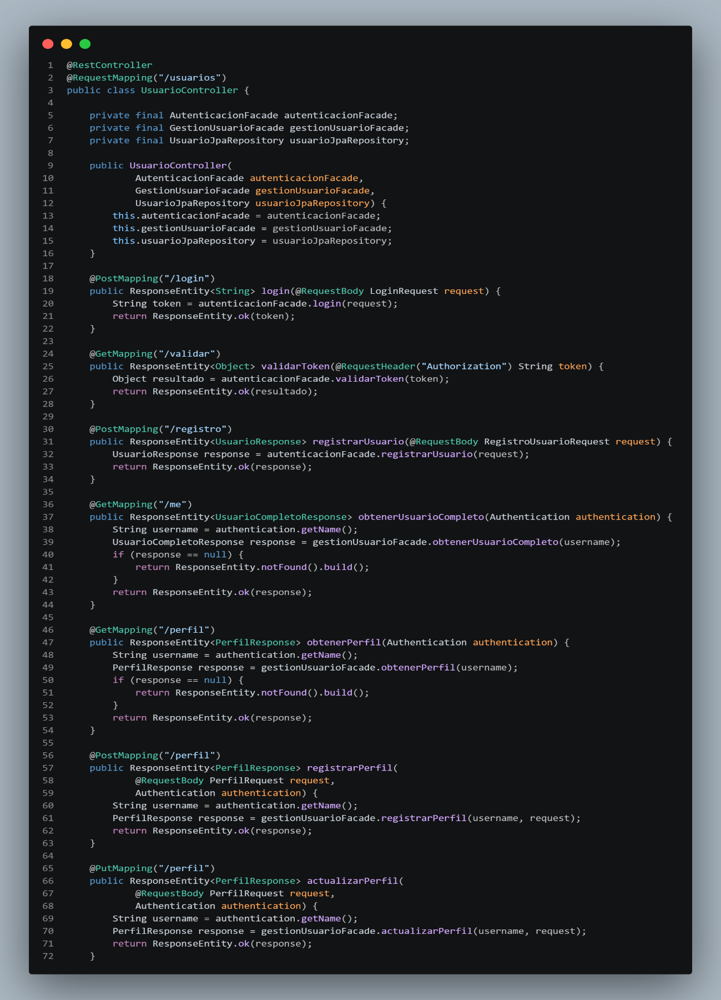 1 @RestController
2 @RequestMapping("/usuarios")
3 public class UsuarioController {
4
5     private final AutenticacionFacade autenticacionFacade;
6     private final GestionUsuarioFacade gestionUsuarioFacade;
7     private final UsuarioJpaRepository usuarioJpaRepository;
8
9     public UsuarioController(
10             AutenticacionFacade autenticacionFacade,
11             GestionUsuarioFacade gestionUsuarioFacade,
12             UsuarioJpaRepository usuarioJpaRepository) {
13         this.autenticacionFacade = autenticacionFacade;
14         this.gestionUsuarioFacade = gestionUsuarioFacade;
15         this.usuarioJpaRepository = usuarioJpaRepository;
16     }
17
18     @PostMapping("/login")
19     public ResponseEntity<String> login(@RequestBody LoginRequest request) {
20         String token = autenticacionFacade.login(request);
21         return ResponseEntity.ok(token);
22     }
23
24     @GetMapping("/validar")
25     public ResponseEntity<Object> validarToken(@RequestHeader("Authorization") String token) {
26         Object resultado = autenticacionFacade.validarToken(token);
27         return ResponseEntity.ok(resultado);
28     }
29
30     @PostMapping("/registro")
31     public ResponseEntity<UsuarioResponse> registrarUsuario(@RequestBody RegistroUsuarioRequest request) {
32         UsuarioResponse response = autenticacionFacade.registrarUsuario(request);
33         return ResponseEntity.ok(response);
34     }
35
36     @GetMapping("/me")
37     public ResponseEntity<UsuarioCompletoResponse> obtenerUsuarioCompleto(Authentication authentication) {
38         String username = authentication.getName();
39         UsuarioCompletoResponse response = gestionUsuarioFacade.obtenerUsuarioCompleto(username);
40         if (response == null) {
41             return ResponseEntity.notFound().build();
42         }
43         return ResponseEntity.ok(response);
44     }
45
46     @GetMapping("/perfil")
47     public ResponseEntity<PerfilResponse> obtenerPerfil(Authentication authentication) {
48         String username = authentication.getName();
49         PerfilResponse response = gestionUsuarioFacade.obtenerPerfil(username);
50         if (response == null) {
51             return ResponseEntity.notFound().build();
52         }
53         return ResponseEntity.ok(response);
54     }
55
56     @PostMapping("/perfil")
57     public ResponseEntity<PerfilResponse> registrarPerfil(
58             @RequestBody PerfilRequest request,
59             Authentication authentication) {
60         String username = authentication.getName();
61         PerfilResponse response = gestionUsuarioFacade.registrarPerfil(username, request);
62         return ResponseEntity.ok(response);
63     }
64
65     @PutMapping("/perfil")
66     public ResponseEntity<PerfilResponse> actualizarPerfil(
67             @RequestBody PerfilRequest request,
68             Authentication authentication) {
69         String username = authentication.getName();
70         PerfilResponse response = gestionUsuarioFacade.actualizarPerfil(username, request);
71         return ResponseEntity.ok(response);
72     }